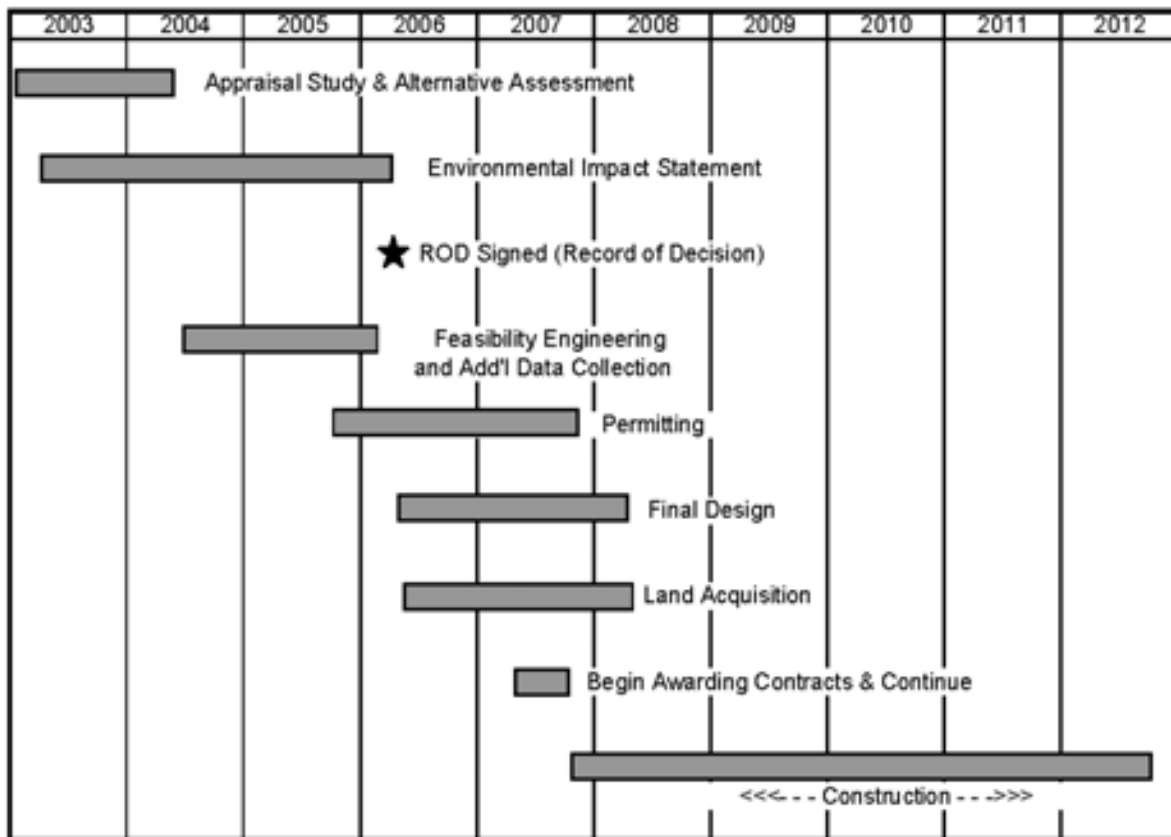 2003 2004 2005 2006 2007 2008 2009 2010 2011 2012
Appraisal Study & Alternative Assessment
Environmental Impact Statement
ROD Signed (Record of Decision)
Feasibility Engineering
and Add'l Data Collection
Permitting
Final Design
Land Acquisition
Begin Awarding Contracts & Continue
<<<- - - Construction - - ->>>